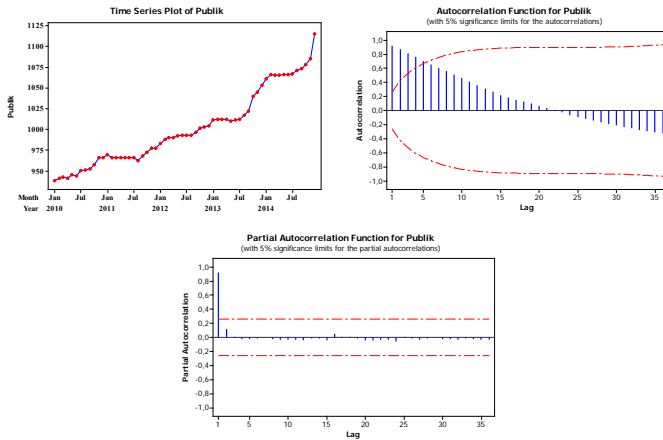 Time Series Plot of Publik
1125
1100
1075
1050
1025
1000
950
Publik
Month Jan Jul Jan Jul Jan Jul Jan Jul Jan Jul
Year 2010 2011 2012 2013 2014
Autocorrelation Function for Publik
(with 5% significance limits for the autocorrelations)
1,0
0,8
0,6
0,4
0,2
0,0
-0,2
-0,4
-0,6
-0,8
-1,0
Autocorrelation
1 5 10 15 20 25 30 35
Lag
Partial Autocorrelation Function for Publik
(with 5% significance limits for the partial autocorrelations)
1,0
0,8
0,6
0,4
0,2
0,0
-0,2
-0,4
-0,6
-0,8
-1,0
Partial Autocorrelation
1 5 10 15 20 25 30 35
Lag